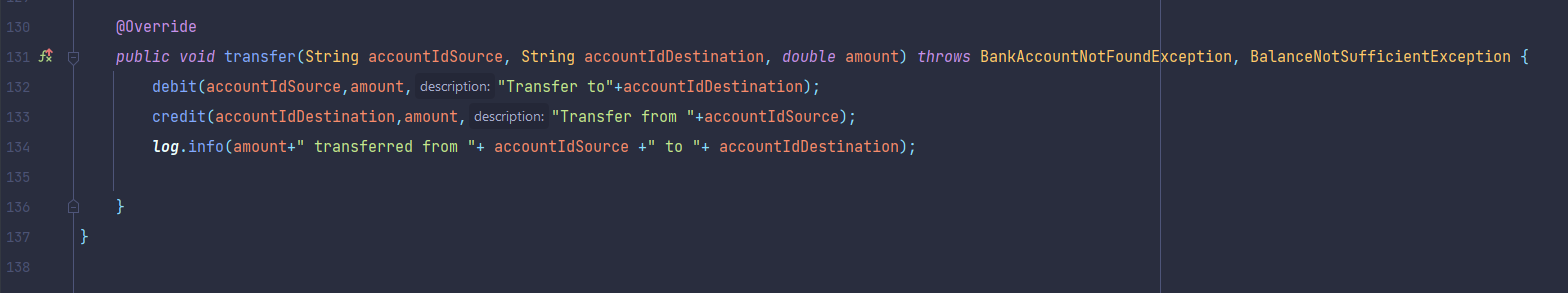 130 @Override
131 public void transfer(String accountIdSource, String accountIdDestination, double amount) throws BankAccountNotFoundException, BalanceNotSufficientException {
132 debit(accountIdSource,amount, description: "Transfer to"+accountIdDestination);
133 credit(accountIdDestination,amount, description: "Transfer from "+accountIdSource);
134 log.info(amount+" transferred from "+ accountIdSource +" to "+ accountIdDestination);
135
136 }
137 }
138